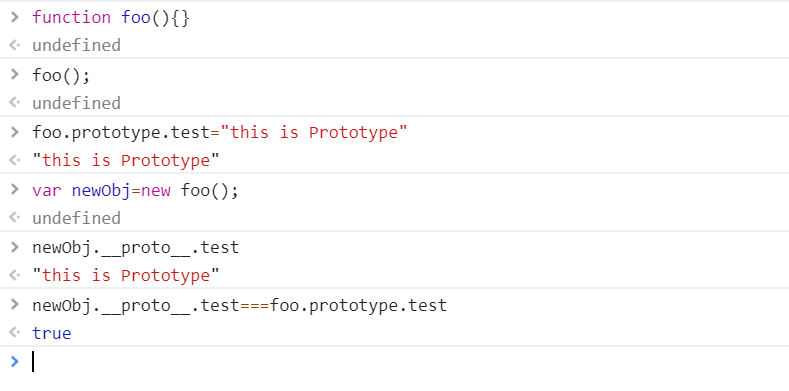 function foo(){}
undefined
foo();
undefined
foo.prototype.test="this is Prototype"
"this is Prototype"
var newObj=new foo();
undefined
newObj.__proto__.test
"this is Prototype"
newObj.__proto__.test===foo.prototype.test
true